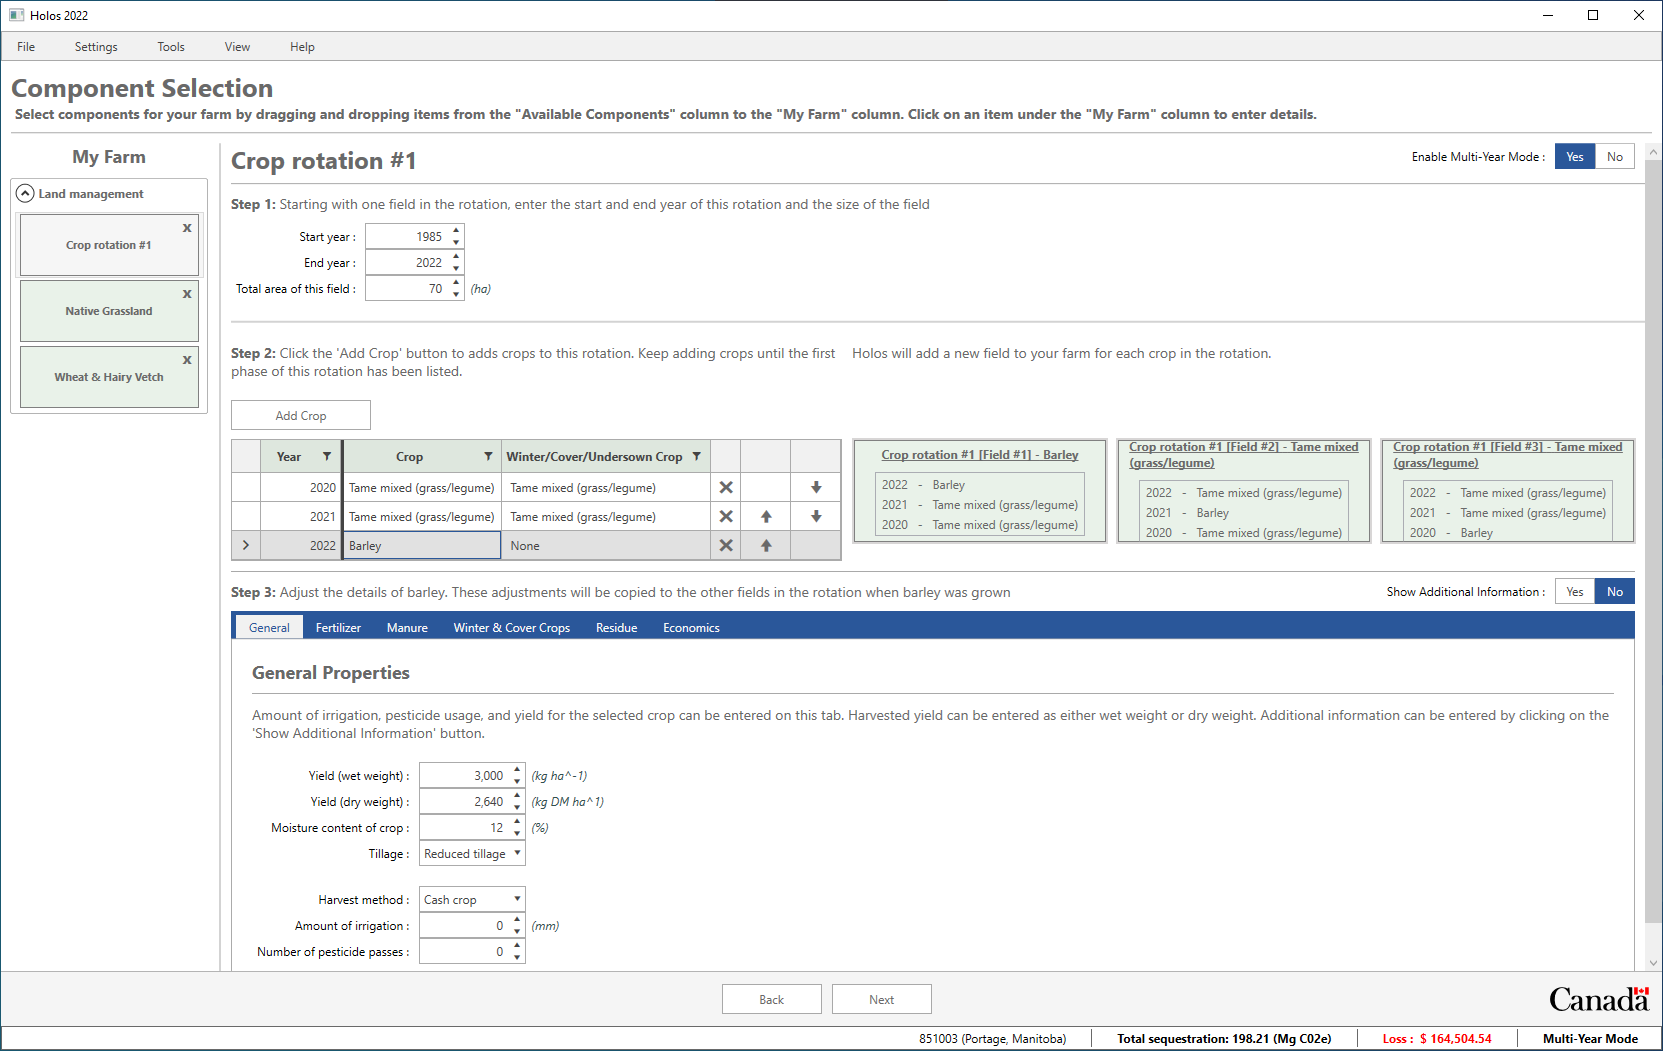 Holos 2022
File Settings Tools View Help
Component Selection
Select components for your farm by dragging and dropping items from the "Available Components" column to the "My Farm" column. Click on an item under the "My Farm" column to enter details.
My Farm
Land management
Crop rotation #1 x
Native Grassland x
Wheat & Hairy Vetch x
Crop rotation #1
Enable Multi-Year Mode : Yes No
Step 1: Starting with one field in the rotation, enter the start and end year of this rotation and the size of the field
Start year : 1985
End year : 2022
Total area of this field : 70 (ha)
Step 2: Click the 'Add Crop' button to adds crops to this rotation. Keep adding crops until the first
phase of this rotation has been listed.
Holos will add a new field to your farm for each crop in the rotation.
Add Crop
Year Crop Winter/Cover/Undersown Crop
2020 Tame mixed (grass/legume) Tame mixed (grass/legume)
2021 Tame mixed (grass/legume) Tame mixed (grass/legume)
2022 Barley None
Crop rotation #1 [Field #1] - Barley
2022 - Barley
2021 - Tame mixed (grass/legume)
2020 - Tame mixed (grass/legume)
Crop rotation #1 [Field #2] - Tame mixed
(grass/legume)
2022 - Tame mixed (grass/legume)
2021 - Barley
2020 - Tame mixed (grass/legume)
Crop rotation #1 [Field #3] - Tame mixed
(grass/legume)
2022 - Tame mixed (grass/legume)
2021 - Tame mixed (grass/legume)
2020 - Barley
Step 3: Adjust the details of barley. These adjustments will be copied to the other fields in the rotation when barley was grown
Show Additional Information : Yes No
General Fertilizer Manure Winter & Cover Crops Residue Economics
General Properties
Amount of irrigation, pesticide usage, and yield for the selected crop can be entered on this tab. Harvested yield can be entered as either wet weight or dry weight. Additional information can be entered by clicking on the
'Show Additional Information' button.
Yield (wet weight) : 3,000 (kg ha^-1)
Yield (dry weight) : 2,640 (kg DM ha^1)
Moisture content of crop : 12 (%)
Tillage : Reduced tillage
Harvest method : Cash crop
Amount of irrigation : 0 (mm)
Number of pesticide passes : 0
Back Next
Canada
851003 (Portage, Manitoba) Total sequestration: 198.21 (Mg C02e) Loss : $ 164,504.54 Multi-Year Mode